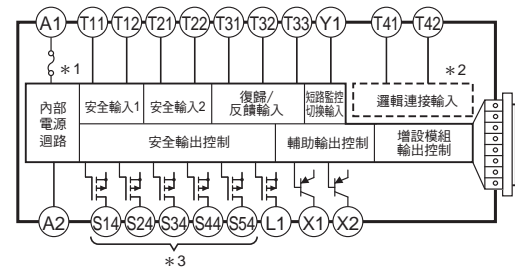 A1 T11 T12 T21 T22 T31 T32 T33 Y1 T41 T42
*1
*2
內部
電源
迴路
安全輸入1
安全輸入2
復歸/
反饋輸入
短路監控
切換輸入
邏輯連接輸入
安全輸出控制
輔助輸出控制
增設模組
輸出控制
A2 S14 S24 S34 S44 S54 L1 X1 X2
*3